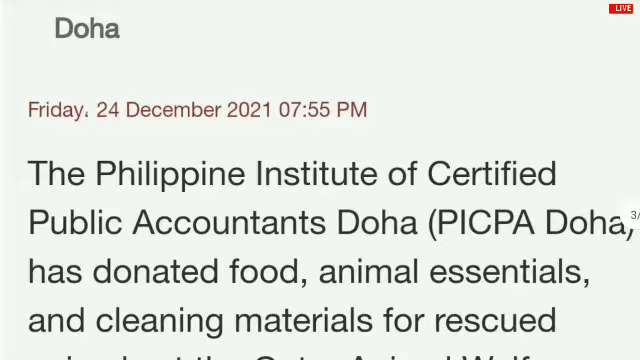 LIVE
Doha
Friday، 24 December 2021 07:55 PM
The Philippine Institute of Certified
Public Accountants Doha (PICPA Doha)
3/
has donated food, animal essentials,
and cleaning materials for rescued